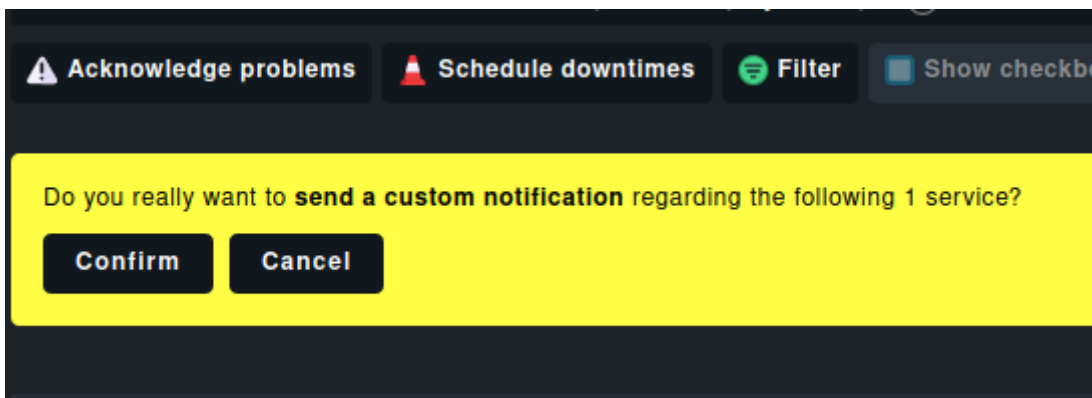 Acknowledge problems Schedule downtimes Filter Show
Do you really want to send a custom notification regarding the following 1 service?
Confirm Cancel